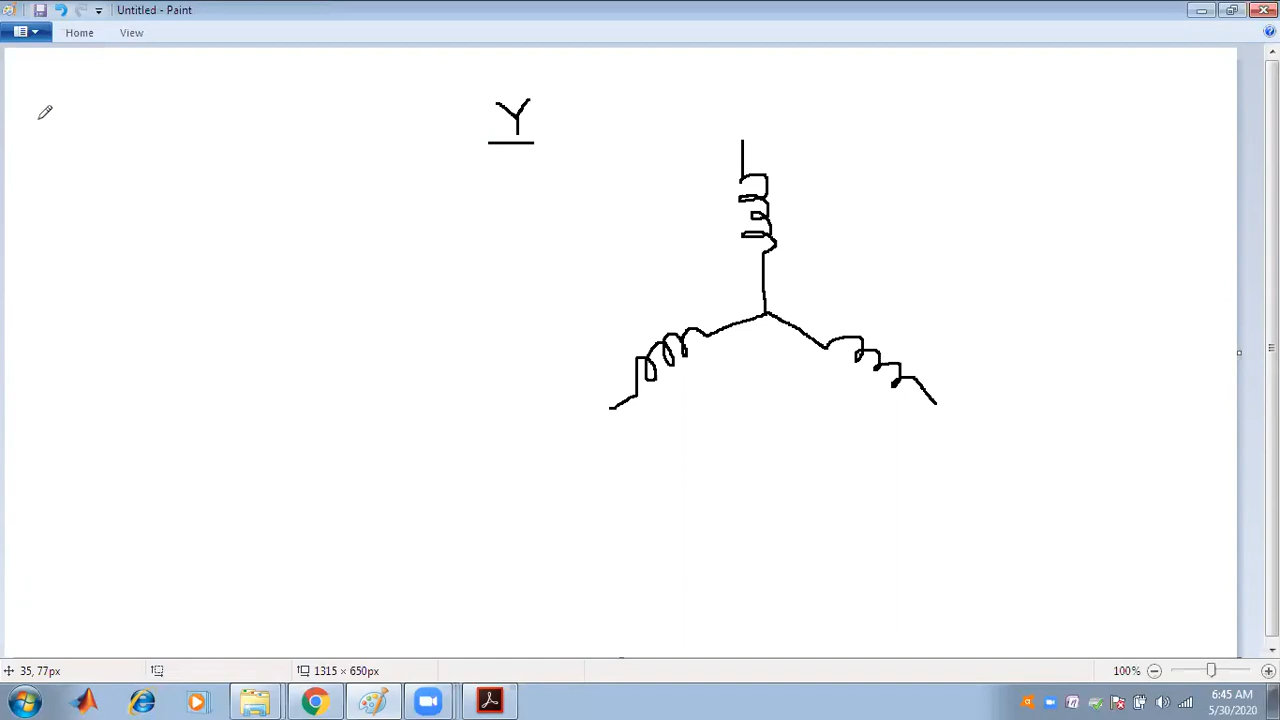 Untitled - Paint
Home View
Y
35, 77px
1315 × 650px
100%
6:45 AM
5/30/2020